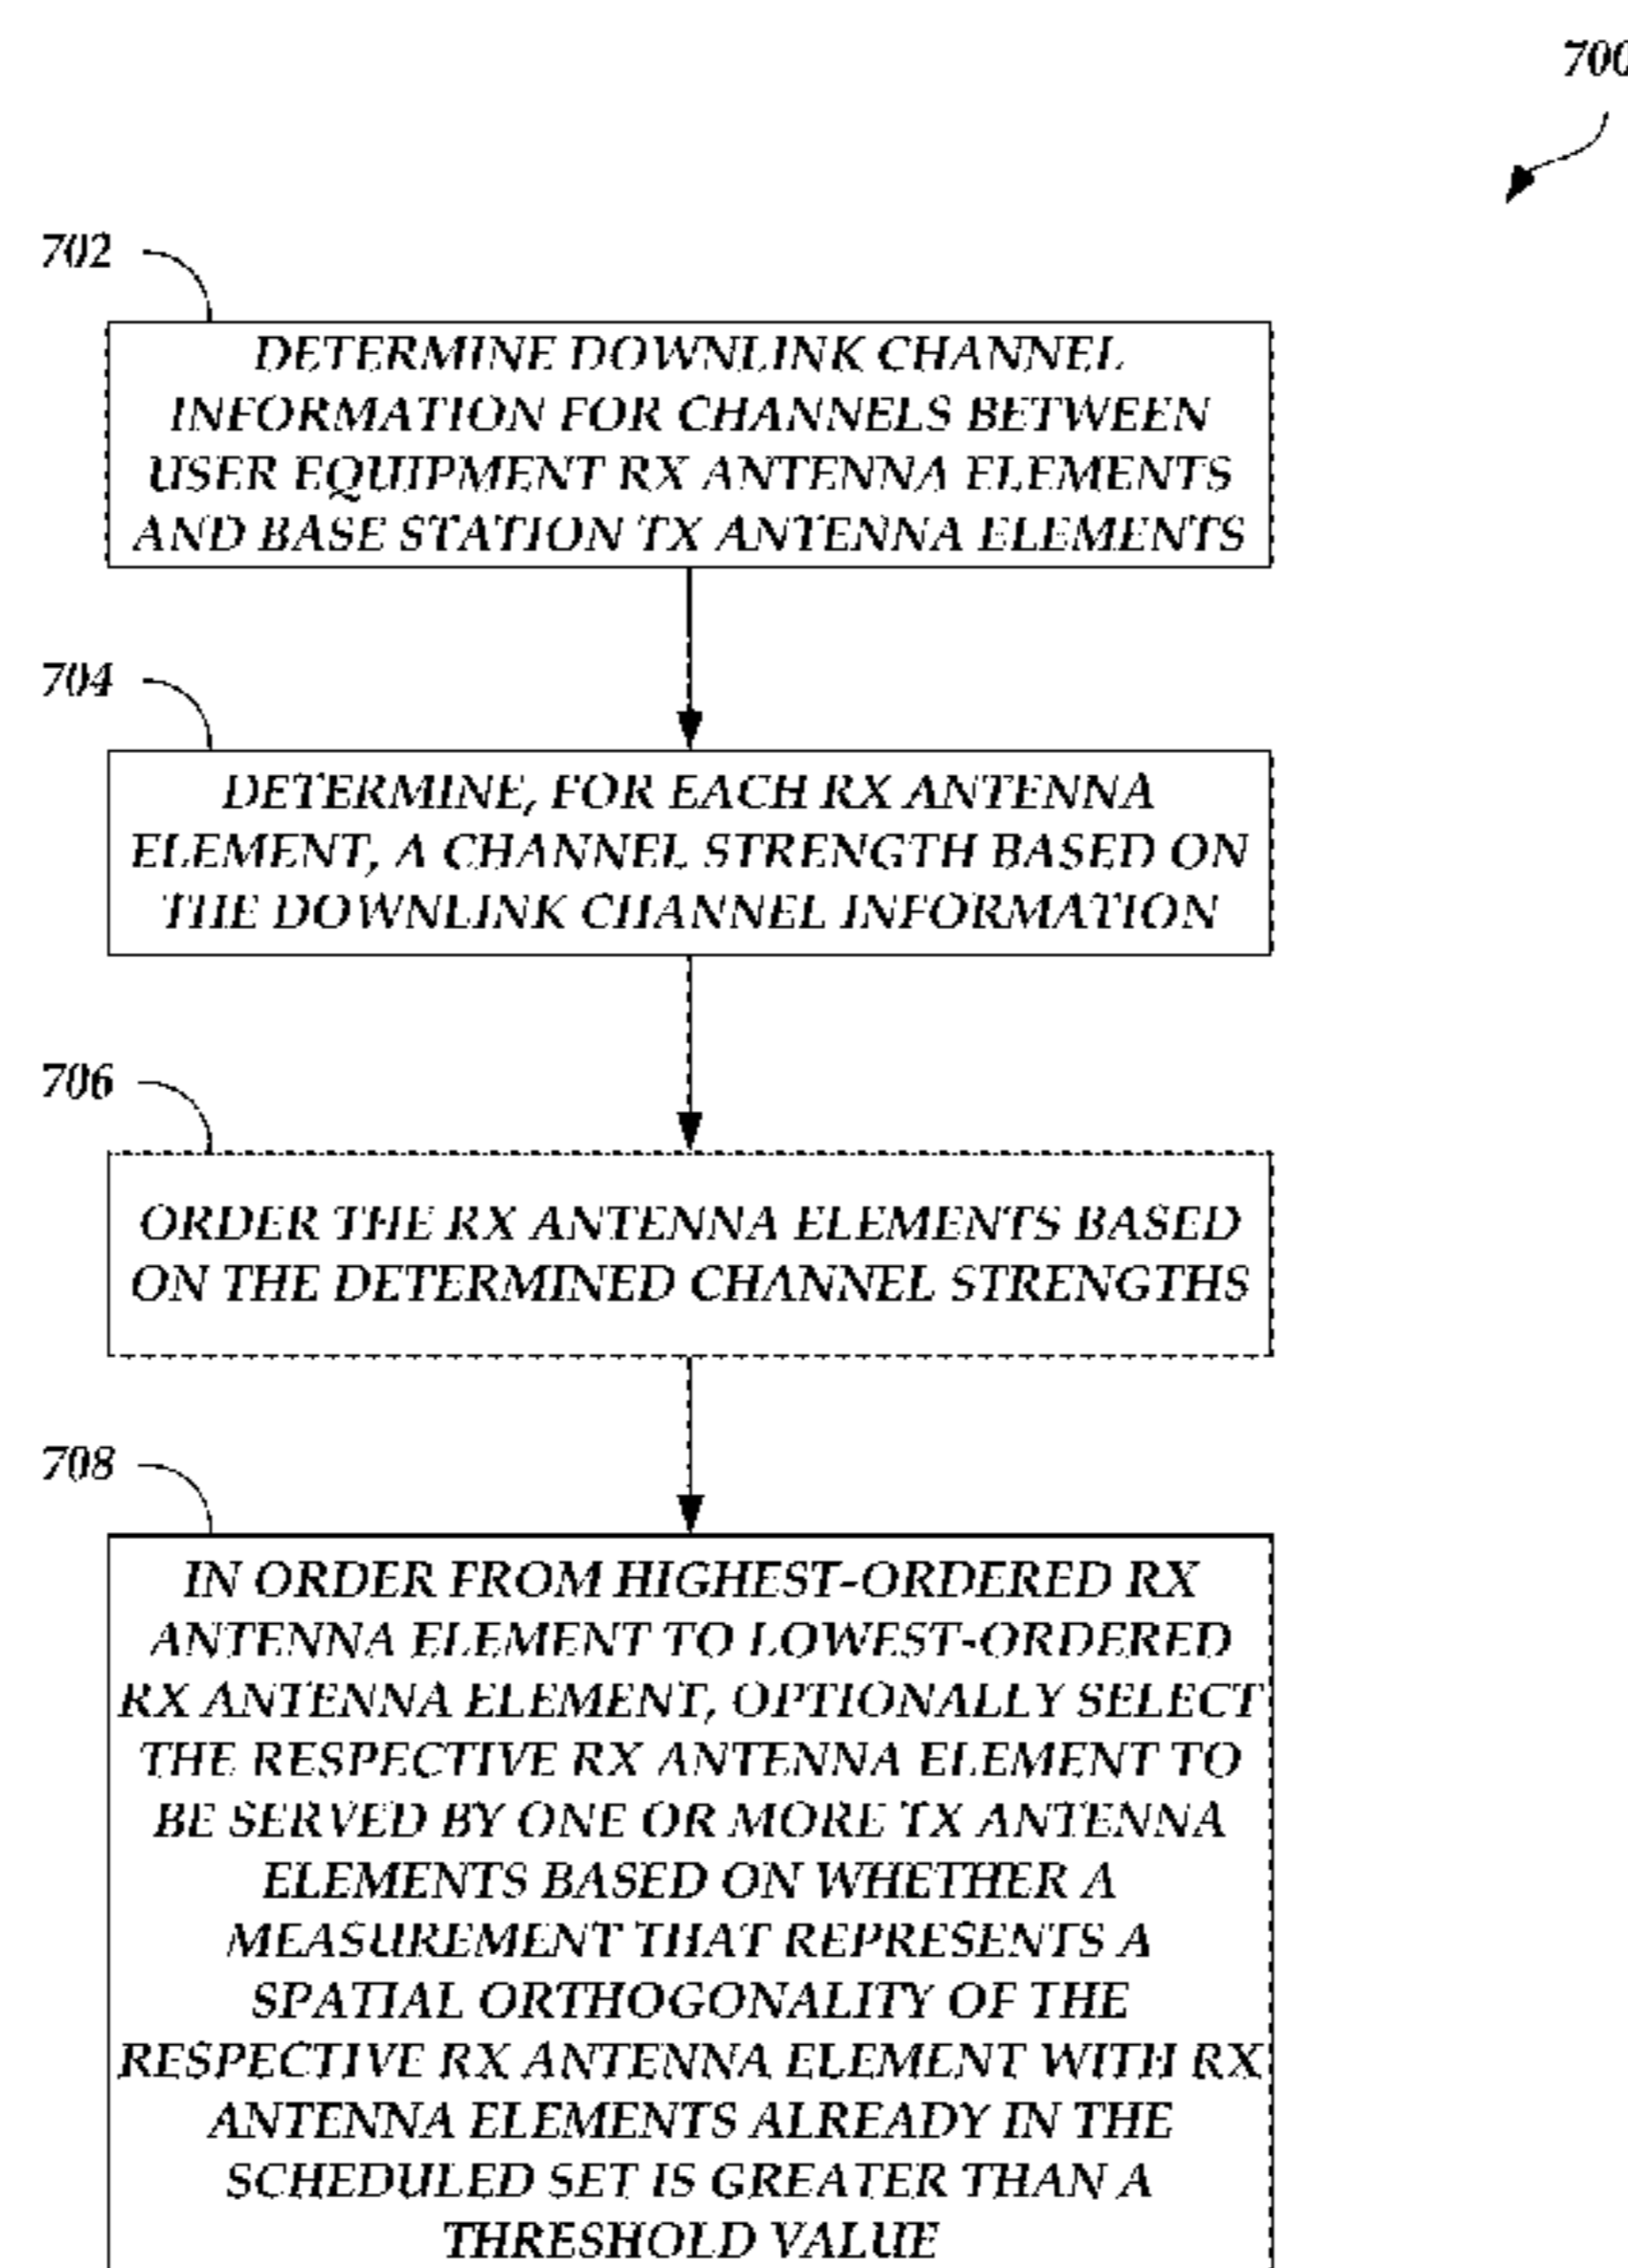 700
702
DETERMINE DOWNLINK CHANNEL
INFORMATION FOR CHANNELS BETWEEN
USER EQUIPMENT RX ANTENNA ELEMENTS
AND BASE STATION TX ANTENNA ELEMENTS
704
DETERMINE, FOR EACH RX ANTENNA
ELEMENT, A CHANNEL STRENGTH BASED ON
THE DOWNLINK CHANNEL INFORMATION
706
ORDER THE RX ANTENNA ELEMENTS BASED
ON THE DETERMINED CHANNEL STRENGTHS
708
IN ORDER FROM HIGHEST-ORDERED RX
ANTENNA ELEMENT TO LOWEST-ORDERED
RX ANTENNA ELEMENT, OPTIONALLY SELECT
THE RESPECTIVE RX ANTENNA ELEMENT TO
BE SERVED BY ONE OR MORE TX ANTENNA
ELEMENTS BASED ON WHETHER A
MEASUREMENT THAT REPRESENTS A
SPATIAL ORTHOGONALITY OF THE
RESPECTIVE RX ANTENNA ELEMENT WITH RX
ANTENNA ELEMENTS ALREADY IN THE
SCHEDULED SET IS GREATER THAN A
THRESHOLD VALUE